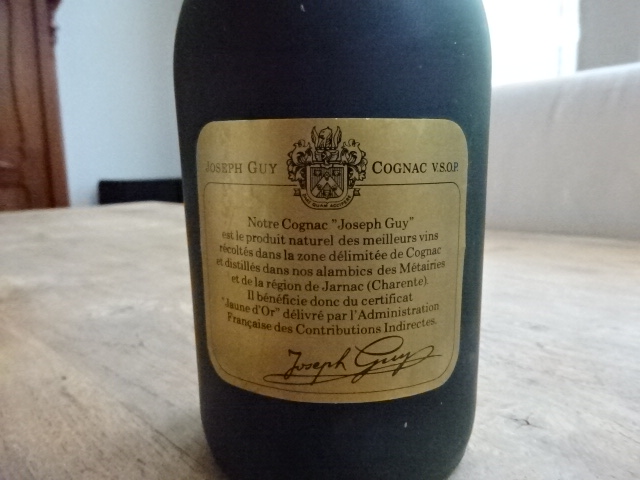 JOSEPH GUY COGNAC V.S.O.P.
Notre Cognac "Joseph Guy"
est le produit naturel des meilleurs vins
récoltés dans la zone délimitée de Cognac
et distillés dans nos alambics des Métairies
et de la région de Jarnac (Charente).
Il bénéficie donc du certificat
"Jaune d'Or" délivré par l'Administration
Française des Contributions Indirectes.
Joseph Guy